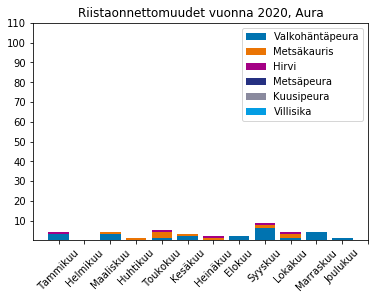 Riistaonnettomuudet vuonna 2020, Aura
110
100
90
80
70
60
50
40
30
20
10
Valkohäntäpeura
Metsäkauris
Hirvi
Metsäpeura
Kuusipeura
Villisika
Tammikuu
Helmikuu
Maaliskuu
Huhtikuu
Toukokuu
Kesäkuu
Heinäkuu
Elokuu
Syyskuu
Lokakuu
Marraskuu
Joulukuu